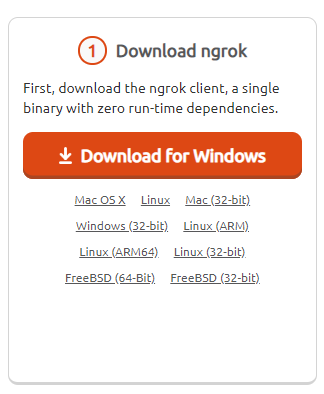 1 Download ngrok
First, download the ngrok client, a single
binary with zero run-time dependencies.
Download for Windows
Mac OS X Linux Mac (32-bit)
Windows (32-bit) Linux (ARM)
Linux (ARM64) Linux (32-bit)
FreeBSD (64-Bit) FreeBSD (32-bit)